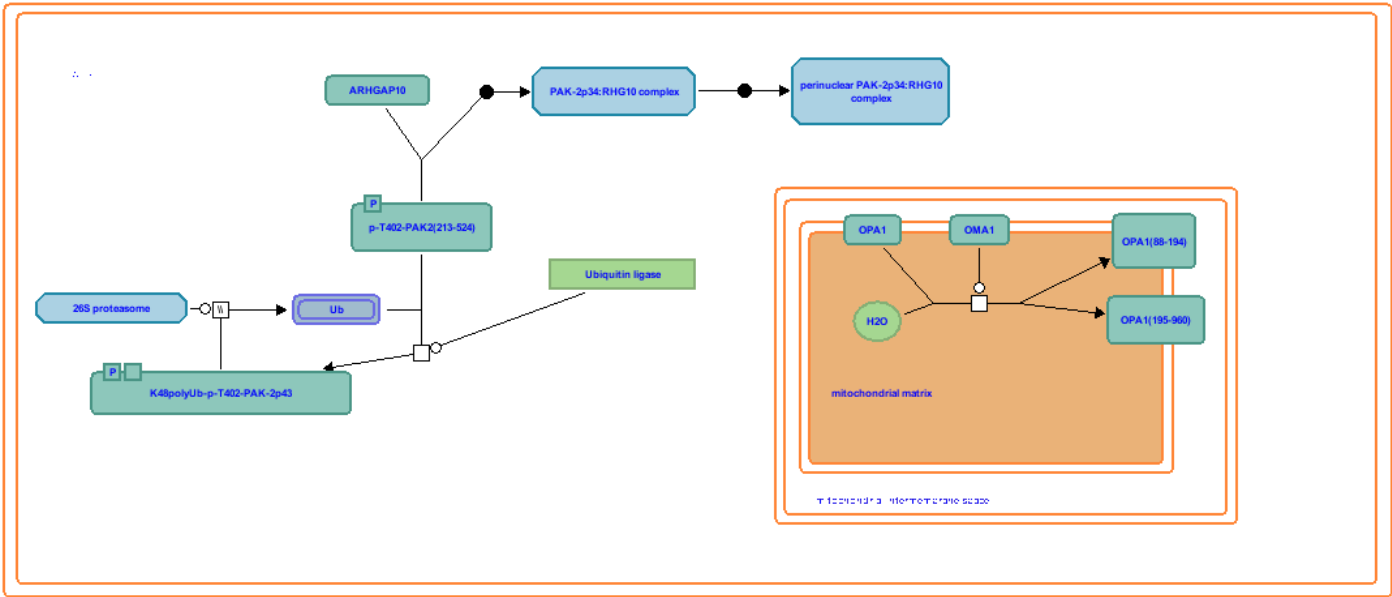 ARHGAP10
PAK-2p34:RHG10 complex
perinuclear PAK-2p34:RHG10
complex
P
p-T402-PAK2(213-524)
OPA1
OMA1
OPA1(88-194)
Ubiquitin ligase
26S proteasome
\\
Ub
H2O
OPA1(195-960)
P
K48polyUb-p-T402-PAK-2p43
mitochondrial matrix